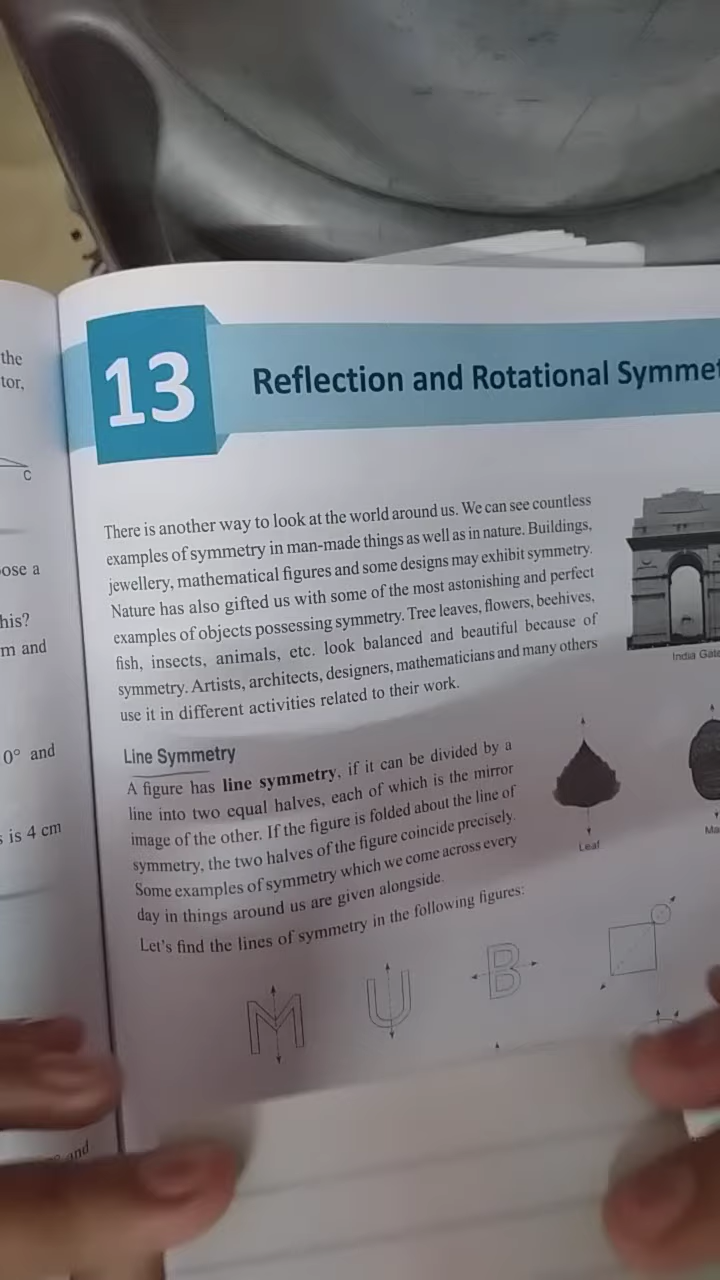 the
tor,
C
ose a
his?
m and
0° and
s is 4 cm
and
13
Reflection and Rotational Symmet
There is another way to look at the world around us. We can see countless
examples of symmetry in man-made things as well as in nature. Buildings,
jewellery, mathematical figures and some designs may exhibit symmetry.
Nature has also gifted us with some of the most astonishing and perfect
examples of objects possessing symmetry. Tree leaves, flowers, beehives,
fish, insects, animals, etc. look balanced and beautiful because of
symmetry. Artists, architects, designers, mathematicians and many others
use it in different activities related to their work.
India Gate
Line Symmetry
A figure has line symmetry, if it can be divided by a
line into two equal halves, each of which is the mirror
image of the other. If the figure is folded about the line of
symmetry, the two halves of the figure coincide precisely.
Some examples of symmetry which we come across every
day in things around us are given alongside.
Leaf
Ma
Let's find the lines of symmetry in the following figures:
M U B